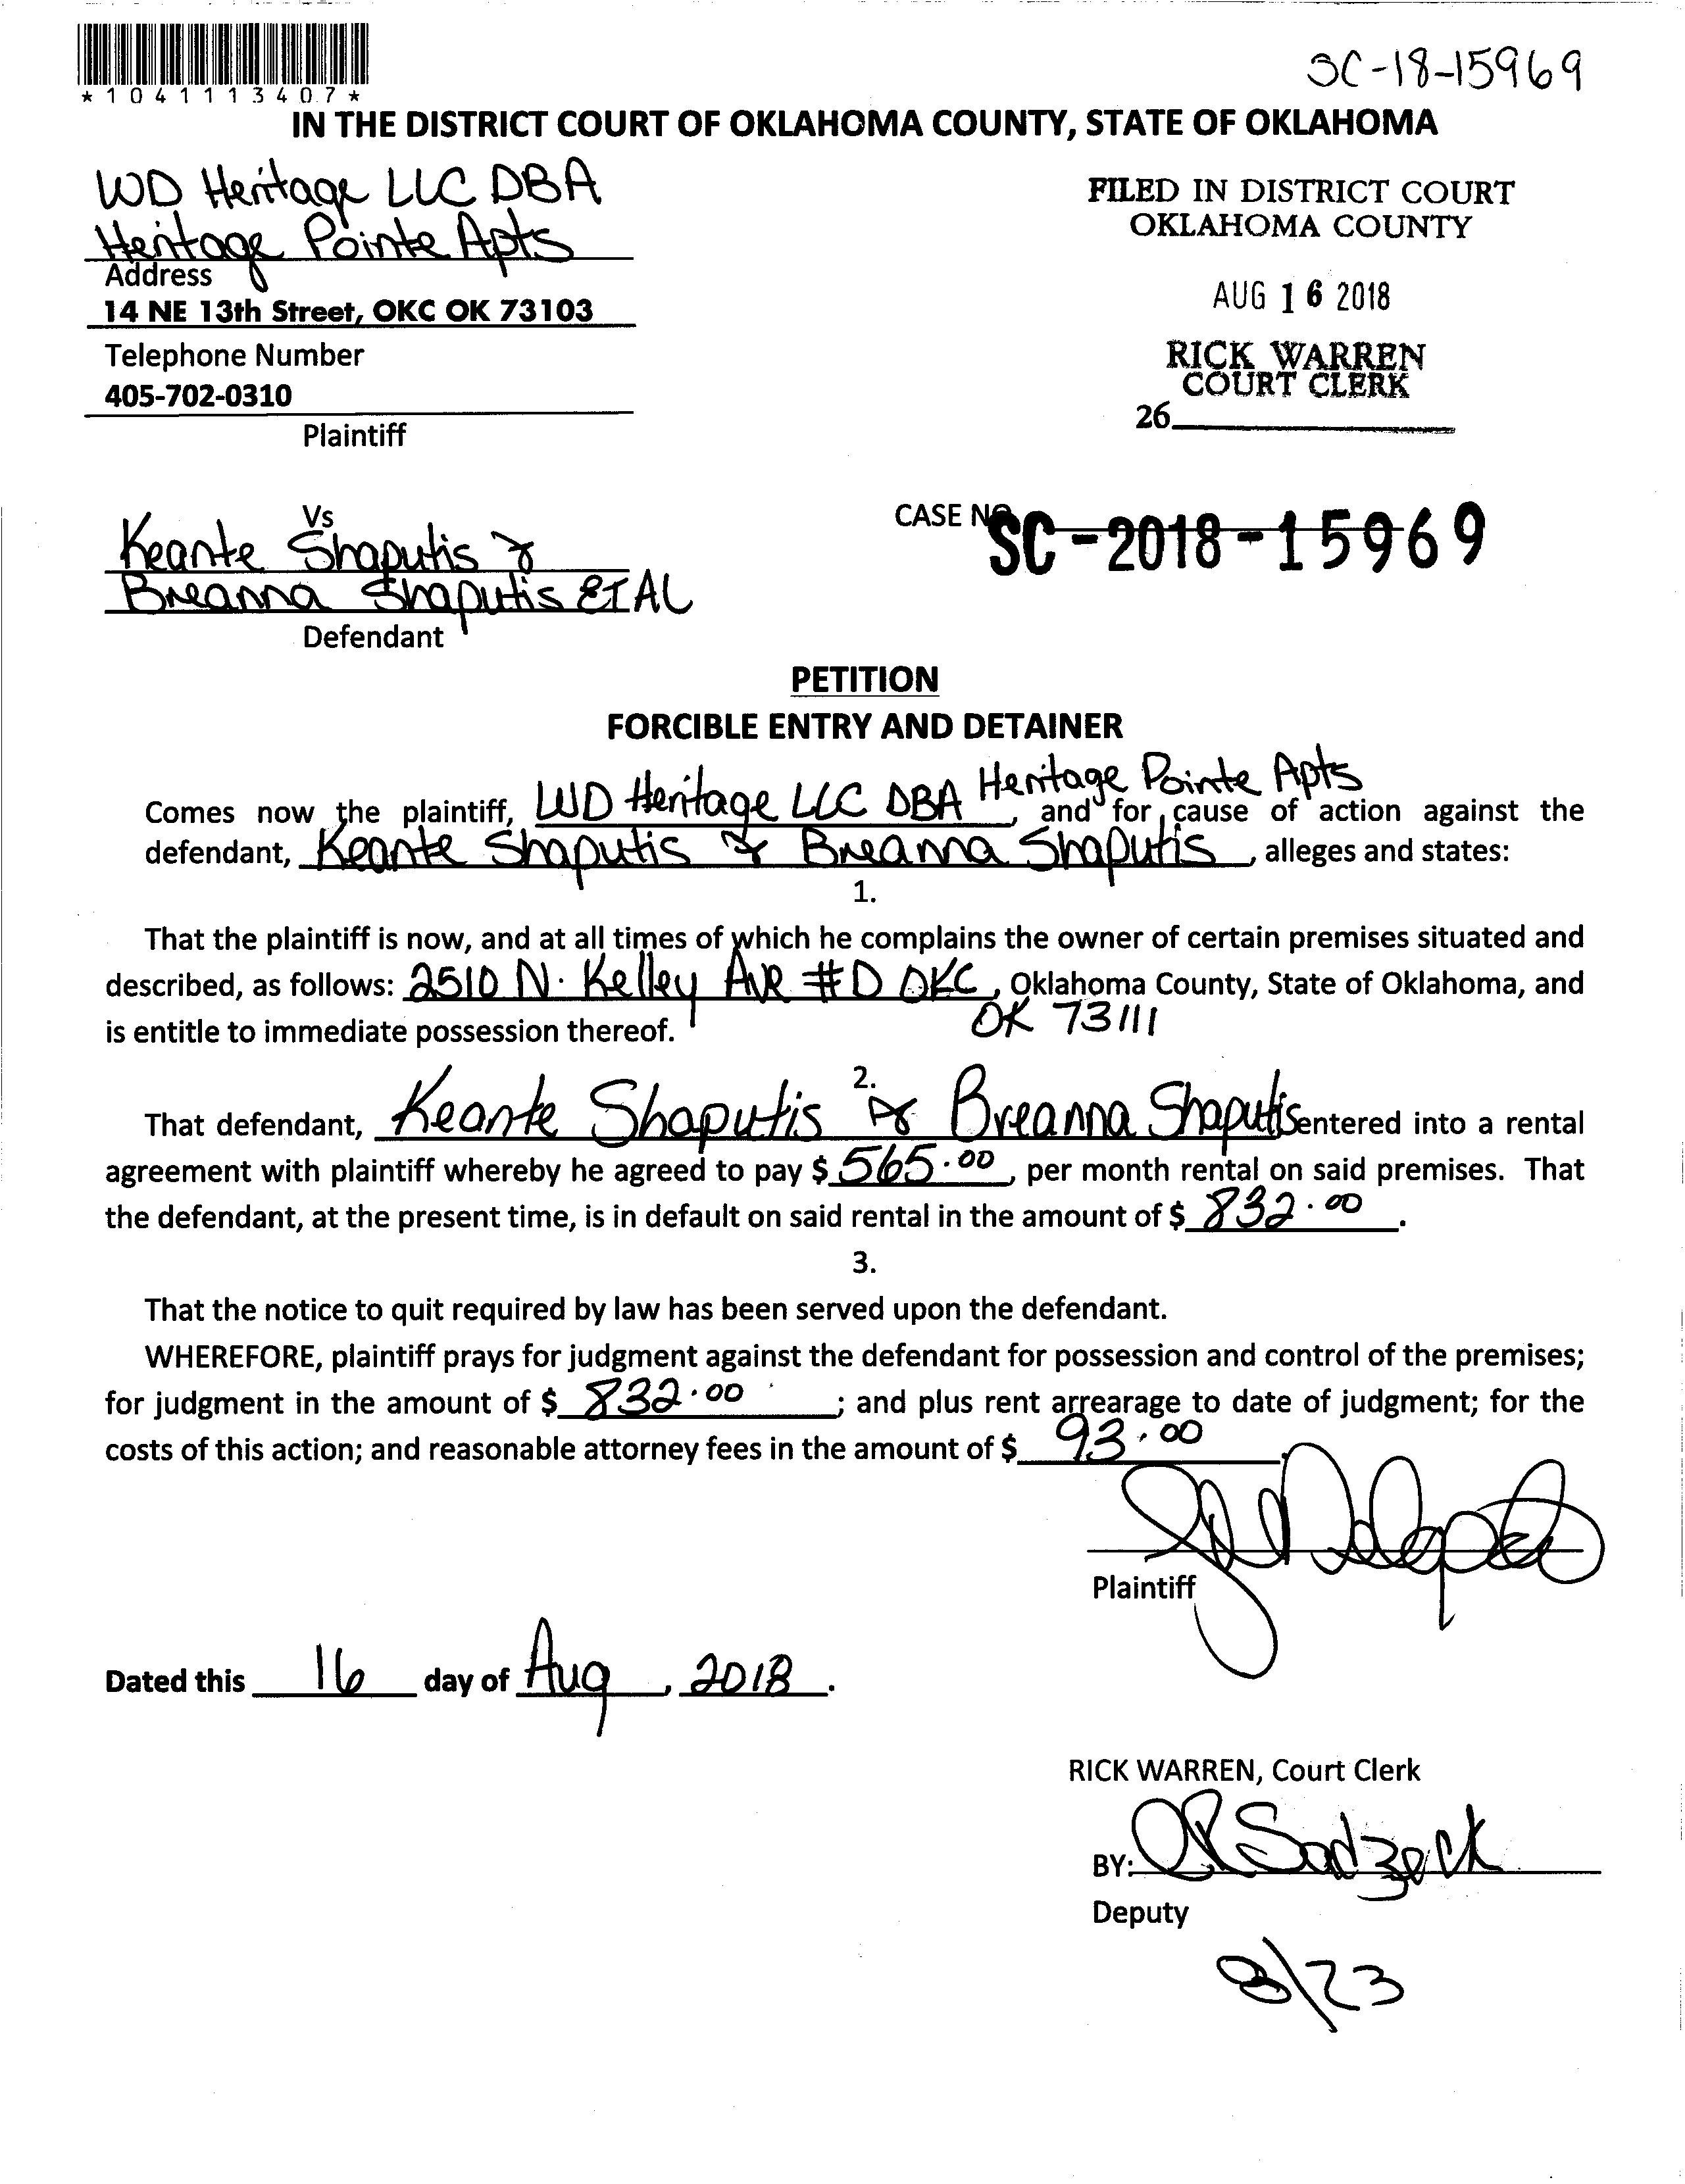 *1041113407*
SC-18-15969
IN THE DISTRICT COURT OF OKLAHOMA COUNTY, STATE OF OKLAHOMA
WD Heritage LLC DBA
Heritage Pointe Apts
Address
14 NE 13th Street, OKC OK 73103
Telephone Number
405-702-0310
Plaintiff
FILED IN DISTRICT COURT
OKLAHOMA COUNTY
AUG 16 2018
RICK WARREN
COURT CLERK
26
Vs
Keante Shaputis &
Breanna Shaputis ET AL
Defendant
CASE NO
SC-2018-15969
PETITION
FORCIBLE ENTRY AND DETAINER
Comes now the plaintiff, WD Heritage LLC DBA Heritage Pointe Apts, and for cause of action against the
defendant, Keante Shaputis & Breanna Shaputis, alleges and states:
1.
That the plaintiff is now, and at all times of which he complains the owner of certain premises situated and
described, as follows: 2510 N. Kelley Ave #D OKC, Oklahoma County, State of Oklahoma, and
OK 73111
is entitle to immediate possession thereof.
2.
That defendant, Keante Shaputis & Breanna Shaputis entered into a rental
agreement with plaintiff whereby he agreed to pay $ 565.00, per month rental on said premises. That
the defendant, at the present time, is in default on said rental in the amount of $ 832.00.
3.
That the notice to quit required by law has been served upon the defendant.
WHEREFORE, plaintiff prays for judgment against the defendant for possession and control of the premises;
for judgment in the amount of $ 832.00; and plus rent arrearage to date of judgment; for the
costs of this action; and reasonable attorney fees in the amount of $ 93.00
Plaintiff
Dated this 16 day of Aug, 2018.
RICK WARREN, Court Clerk
BY:
Deputy
8/23